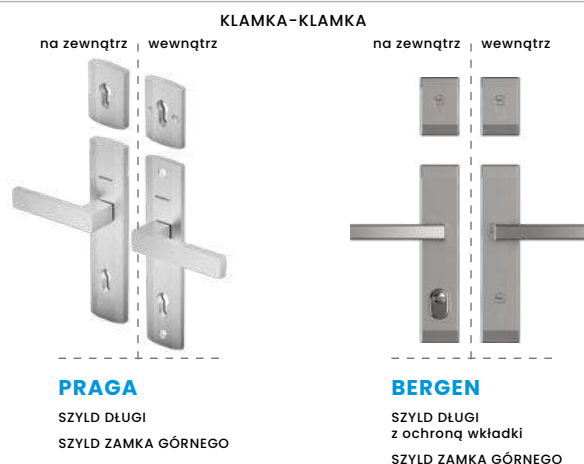 KLAMKA-KLAMKA
na zewnątrz wewnątrz
na zewnątrz wewnątrz
PRAGA
SZYLD DŁUGI
SZYLD ZAMKA GÓRNEGO
BERGEN
SZYLD DŁUGI
z ochroną wkładki
SZYLD ZAMKA GÓRNEGO